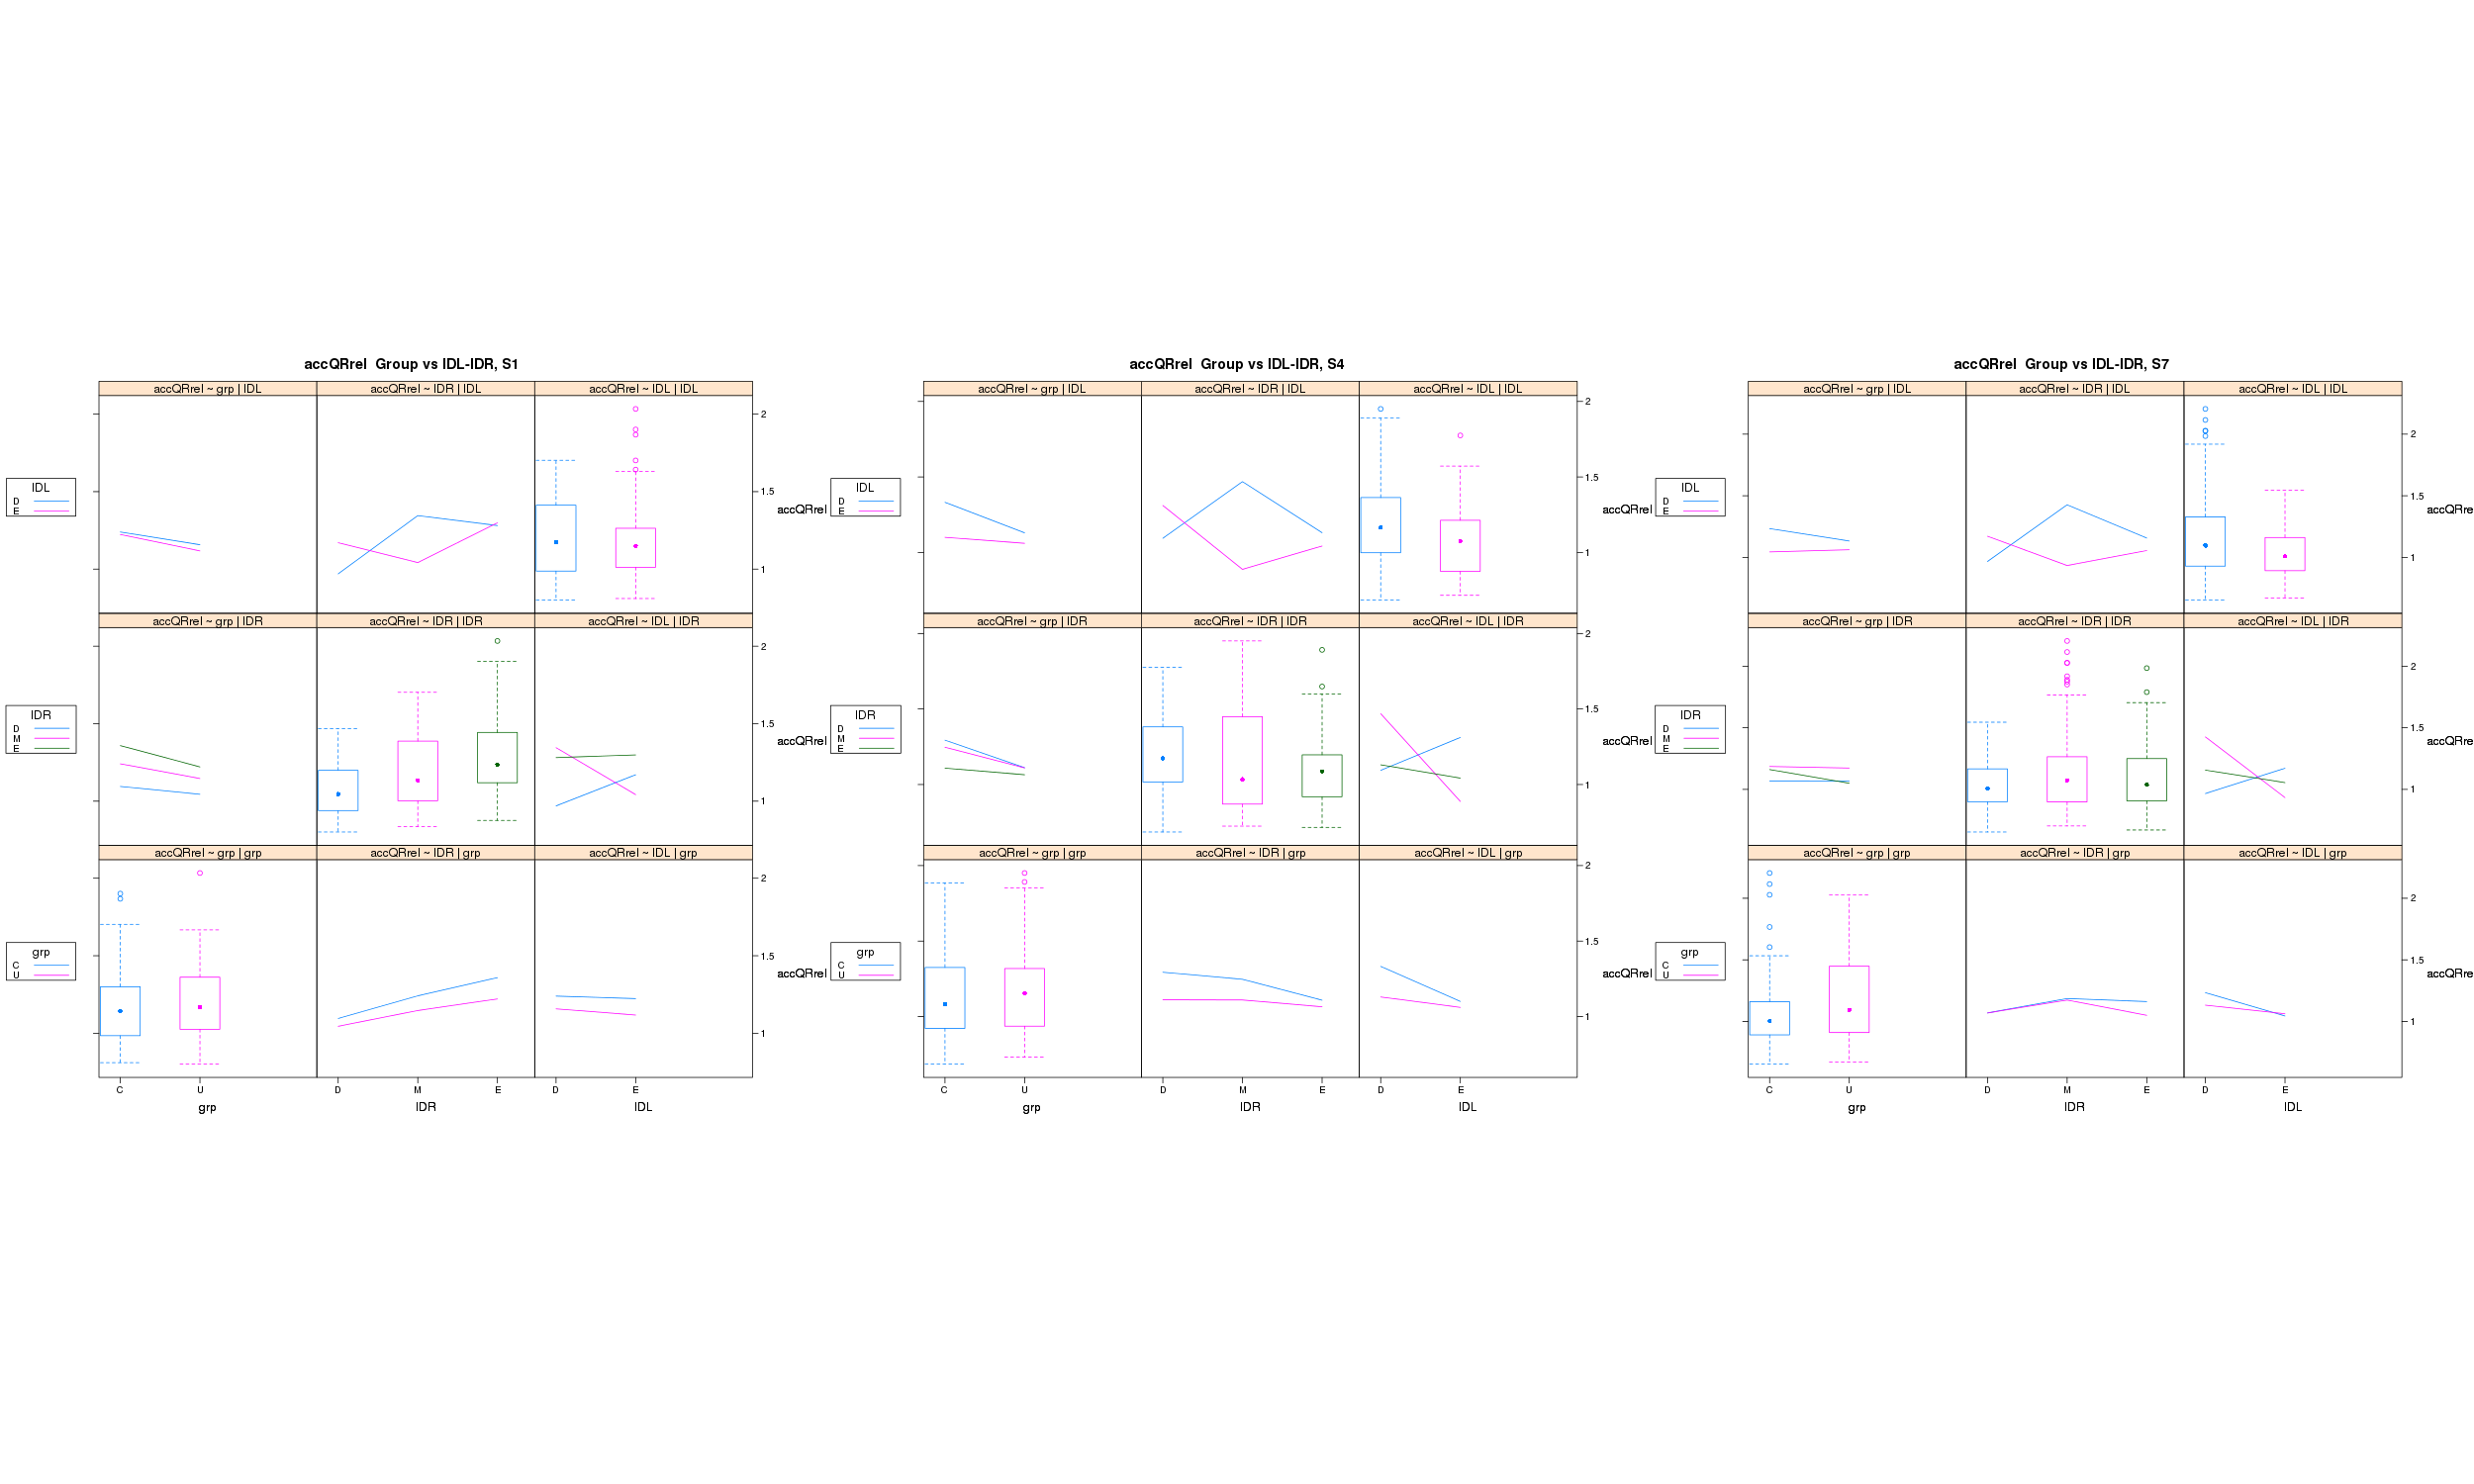 accQRrel  Group vs IDL-IDR, S1
accQRrel ~ grp | IDL
accQRrel ~ IDR | IDL
accQRrel ~ IDL | IDL
IDL
D
E
2
1.5
1
accQRrel
accQRrel ~ grp | IDR
accQRrel ~ IDR | IDR
accQRrel ~ IDL | IDR
IDR
D
M
E
2
1.5
1
accQRrel
accQRrel ~ grp | grp
accQRrel ~ IDR | grp
accQRrel ~ IDL | grp
grp
C
U
2
1.5
1
accQRrel
C U D M E D E
grp IDR IDL
accQRrel  Group vs IDL-IDR, S4
accQRrel ~ grp | IDL
accQRrel ~ IDR | IDL
accQRrel ~ IDL | IDL
IDL
D
E
2
1.5
1
accQRrel
accQRrel ~ grp | IDR
accQRrel ~ IDR | IDR
accQRrel ~ IDL | IDR
IDR
D
M
E
2
1.5
1
accQRrel
accQRrel ~ grp | grp
accQRrel ~ IDR | grp
accQRrel ~ IDL | grp
grp
C
U
2
1.5
1
accQRrel
C U D M E D E
grp IDR IDL
accQRrel  Group vs IDL-IDR, S7
accQRrel ~ grp | IDL
accQRrel ~ IDR | IDL
accQRrel ~ IDL | IDL
IDL
D
E
2
1.5
1
accQRre
accQRrel ~ grp | IDR
accQRrel ~ IDR | IDR
accQRrel ~ IDL | IDR
IDR
D
M
E
2
1.5
1
accQRre
accQRrel ~ grp | grp
accQRrel ~ IDR | grp
accQRrel ~ IDL | grp
grp
C
U
2
1.5
1
accQRre
C U D M E D E
grp IDR IDL